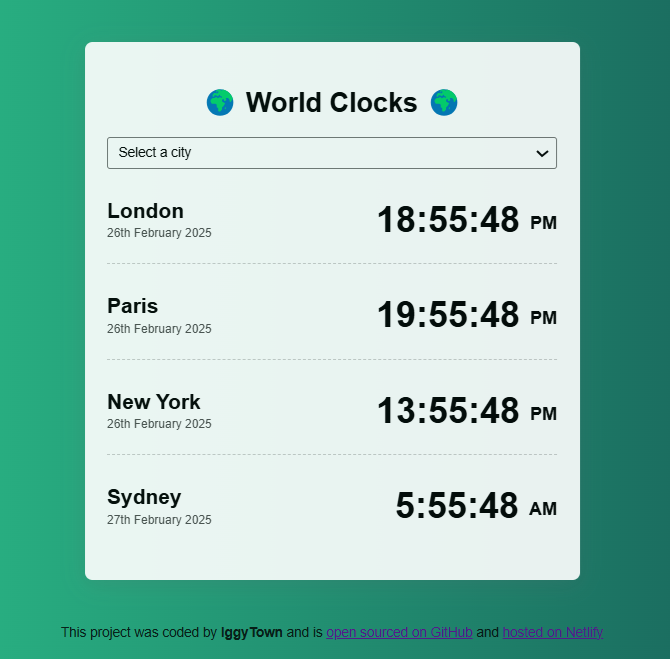 World Clocks
Select a city
London
18:55:48 PM
26th February 2025
Paris
19:55:48 PM
26th February 2025
New York
13:55:48 PM
26th February 2025
Sydney
5:55:48 AM
27th February 2025
This project was coded by IggyTown and is open sourced on GitHub and hosted on Netlify